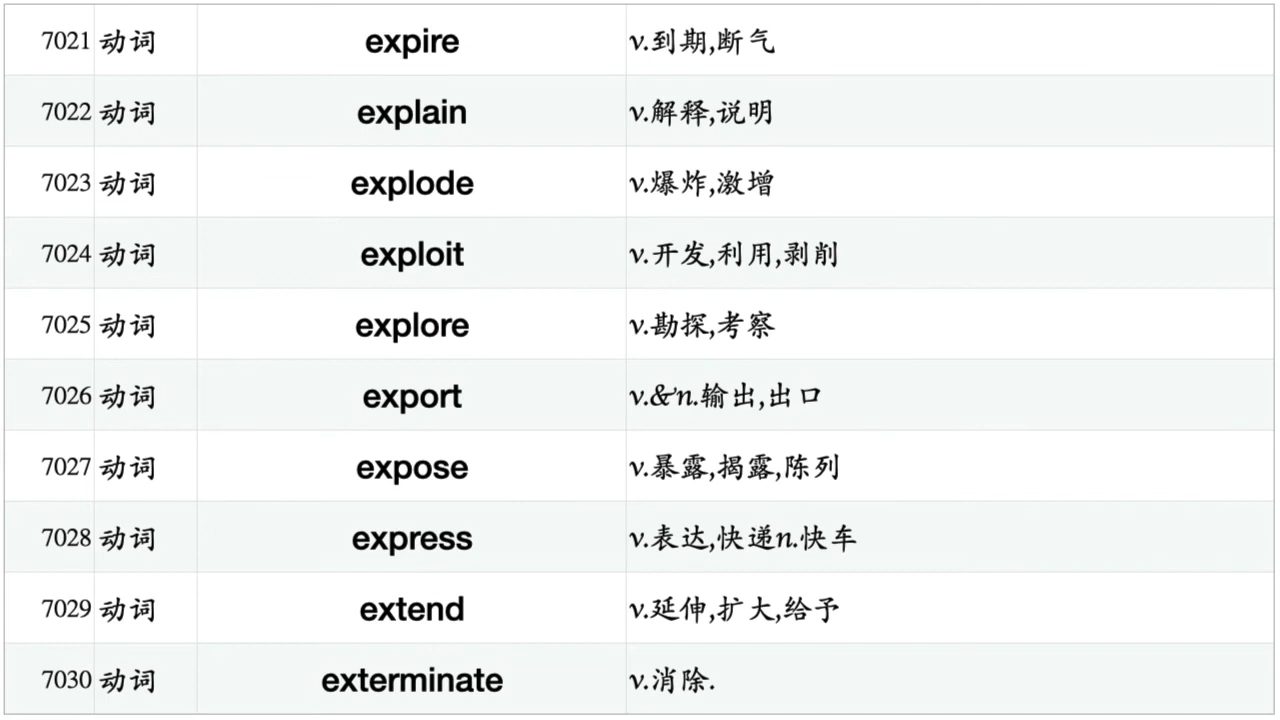 7021 动词 expire v.到期,断气
7022 动词 explain v.解释,说明
7023 动词 explode v.爆炸,激增
7024 动词 exploit v.开发,利用,剥削
7025 动词 explore v.勘探,考察
7026 动词 export v.&n.输出,出口
7027 动词 expose v.暴露,揭露,陈列
7028 动词 express v.表达,快递n.快车
7029 动词 extend v.延伸,扩大,给予
7030 动词 exterminate v.消除.